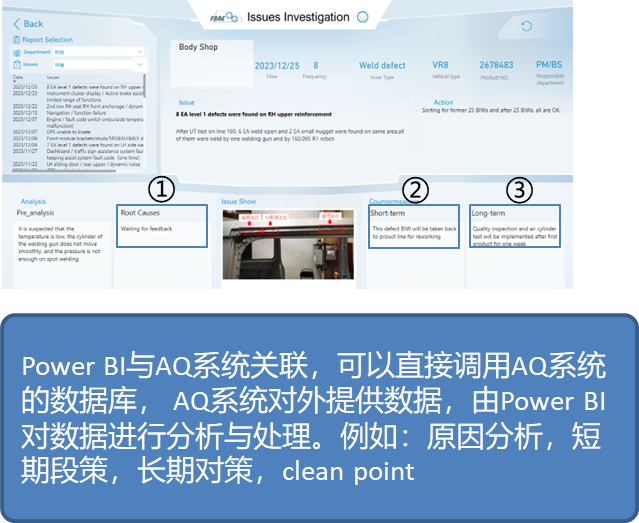 Back
FBAC
Issues Investigation
Report Selection
Department
Issues
Date Issues
2023/12/25 8 EA level 1 defects were found on RH upper r
2023/12/23 Instrument cluster display / Active brake assist
limited range of functions
2023/12/22 2nd row RH seat RH front anchorage / dynam
2023/12/13 Navigation / function failure
2023/12/07 Engine / fault code switch on(outside tempera
malfunction)
2023/12/07 GPS unable to locate
2023/12/06 Front module brackets/studs/
2023/12/04 7 EA level 1 defects were found on LH side wa
2023/11/27 Dashboard / traffic sign assistance system fau
keeping assist system fault code (one time)
2023/11/22 LH sliding door / rear upper / dynamic noise
Body Shop
2023/12/25 8 Weld defect VR8 2678483 PM/BS
Time Frequency Issue Type Vehical type Product NO. Responsible
department
Issue
8 EA level 1 defects were found on RH upper reinforcement
After UT test on line 160. 6 EA weld open and 2 EA small nugget were found on same area,all
of them were weld by one welding gun and by 160.095 R1 robot.
Action
Sorting for former 25 BIWs and after 25 BIWs, all are OK
① ② ③
Analysis
Pre_analysis
It is suspected that the
temperature is low, the cylinder of
the welding gun does not move
smoothly, and the pressure is not
enough on spot welding
Root Causes
Waiting for feedback
Issue Show
Countermeasure
Short-term
This defect BIW will be taken back
to prouct line for reworking
Long-term
Quality inspection and air cylinder
test will be implemented after first
product for one week.
Power BI与AQ系统关联，可以直接调用AQ系统
的数据库， AQ系统对外提供数据，由Power BI
对数据进行分析与处理。例如：原因分析，短
期段策，长期对策，clean point